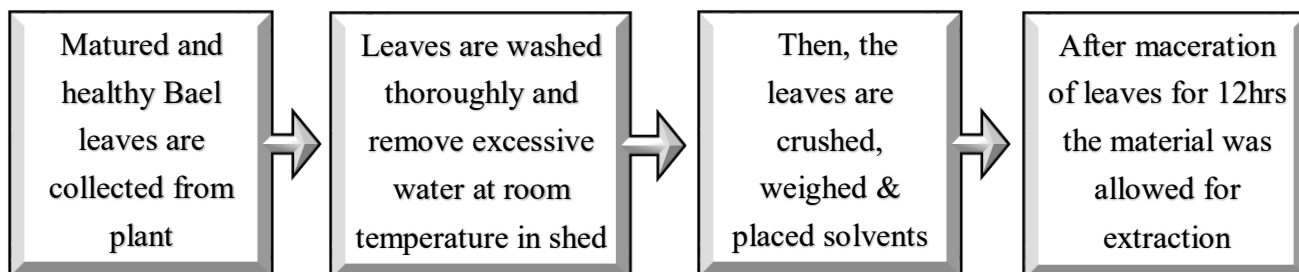 Matured and
healthy Bael
leaves are
collected from
plant
Leaves are washed
thoroughly and
remove excessive
water at room
temperature in shed
Then, the
leaves are
crushed,
weighed &
placed solvents
After maceration
of leaves for 12hrs
the material was
allowed for
extraction